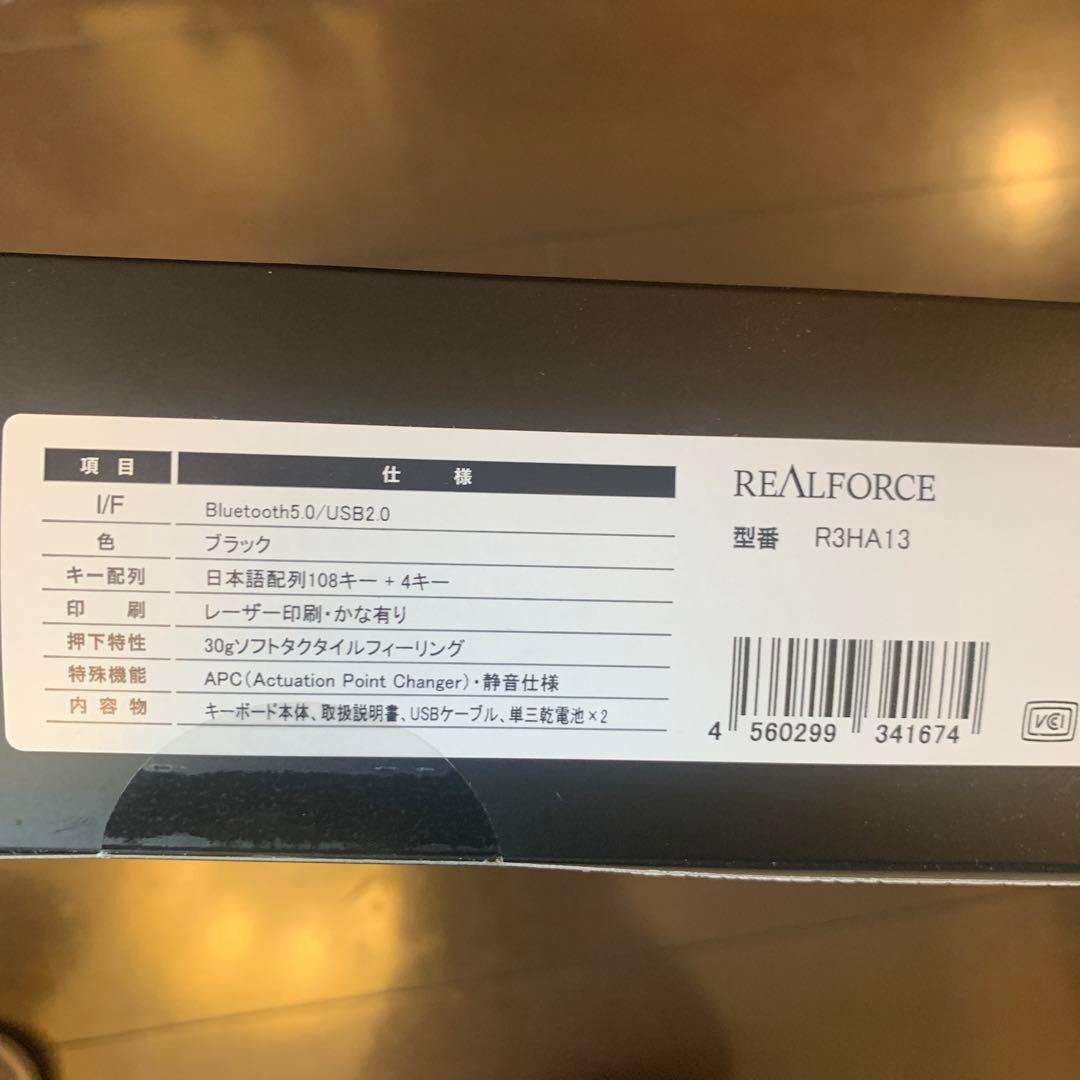 項目 仕様
I/F Bluetooth5.0/USB2.0
色 ブラック
キー配列 日本語配列108キー + 4キー
印刷 レーザー印刷・かな有り
押下特性 30gソフトタクタイルフィーリング
特殊機能 APC(Actuation Point Changer)・静音仕様
内容物 キーボード本体、取扱説明書、USBケーブル、単三乾電池×2
REALFORCE
型番 R3HA13
4 560299 341674
VCI